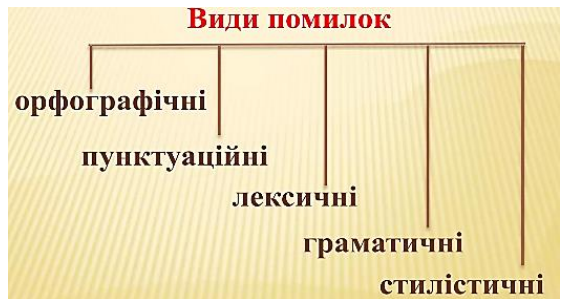 Види помилок
орфографічні
пунктуаційні
лексичні
граматичні
стилістичні